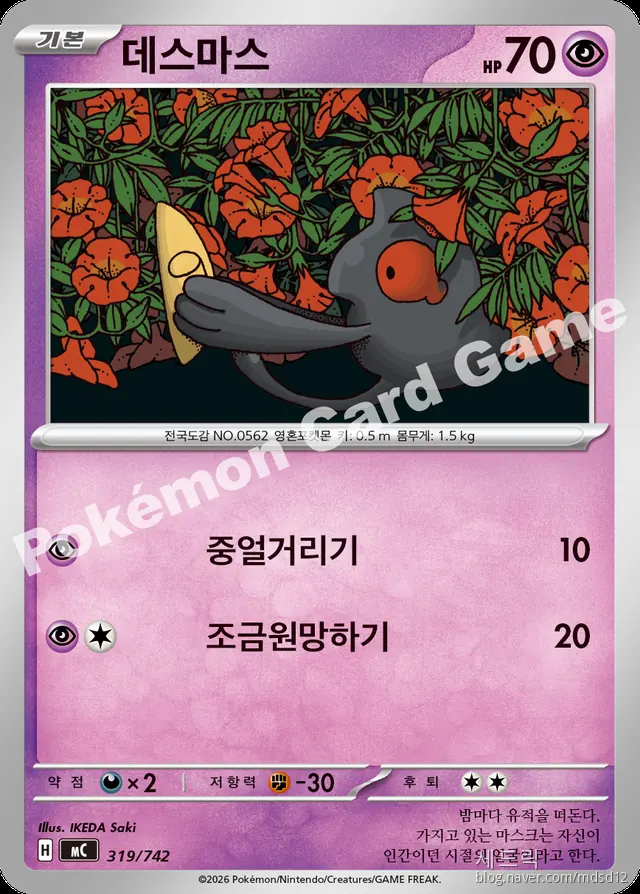 기본
데스마스
HP 70
전국도감 NO.0562 영혼포켓몬 키: 0.5 m 몸무게: 1.5 kg
Pokémon Card Game
중얼거리기 10
조금원망하기 20
약점 ×2 저항력 -30 후퇴
Illus. IKEDA Saki
H MC 319/742
밤마다 유적을 떠돈다.
가지고 있는 마스크는 자신이
인간이던 시절의 얼굴이라고 한다.
세드릭
blog.naver.com/mdsd12
©2026 Pokémon/Nintendo/Creatures/GAME FREAK.